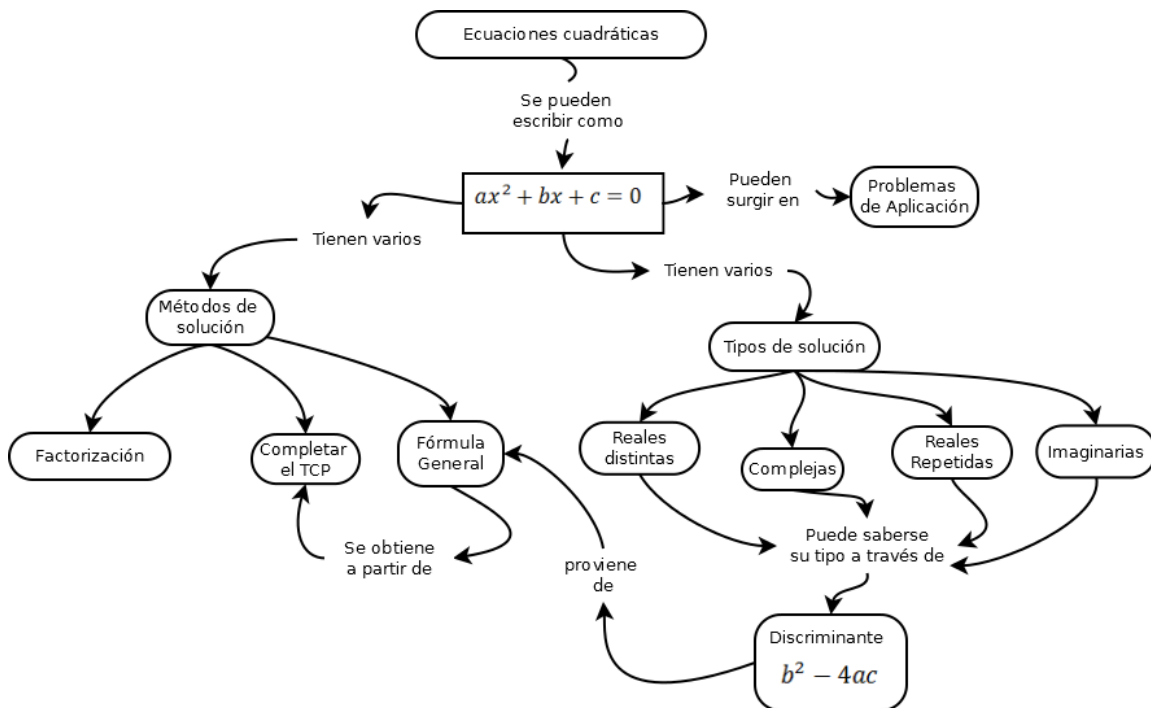 Ecuaciones cuadráticas
Se pueden
escribir como
ax² + bx + c = 0
Pueden
surgir en
Problemas
de Aplicación
Tienen varios
Tienen varios
Métodos de
solución
Tipos de solución
Factorización
Completar
el TCP
Fórmula
General
Reales
distintas
Complejas
Reales
Repetidas
Imaginarias
Se obtiene
a partir de
proviene
de
Puede saberse
su tipo a través de
Discriminante
b² − 4ac